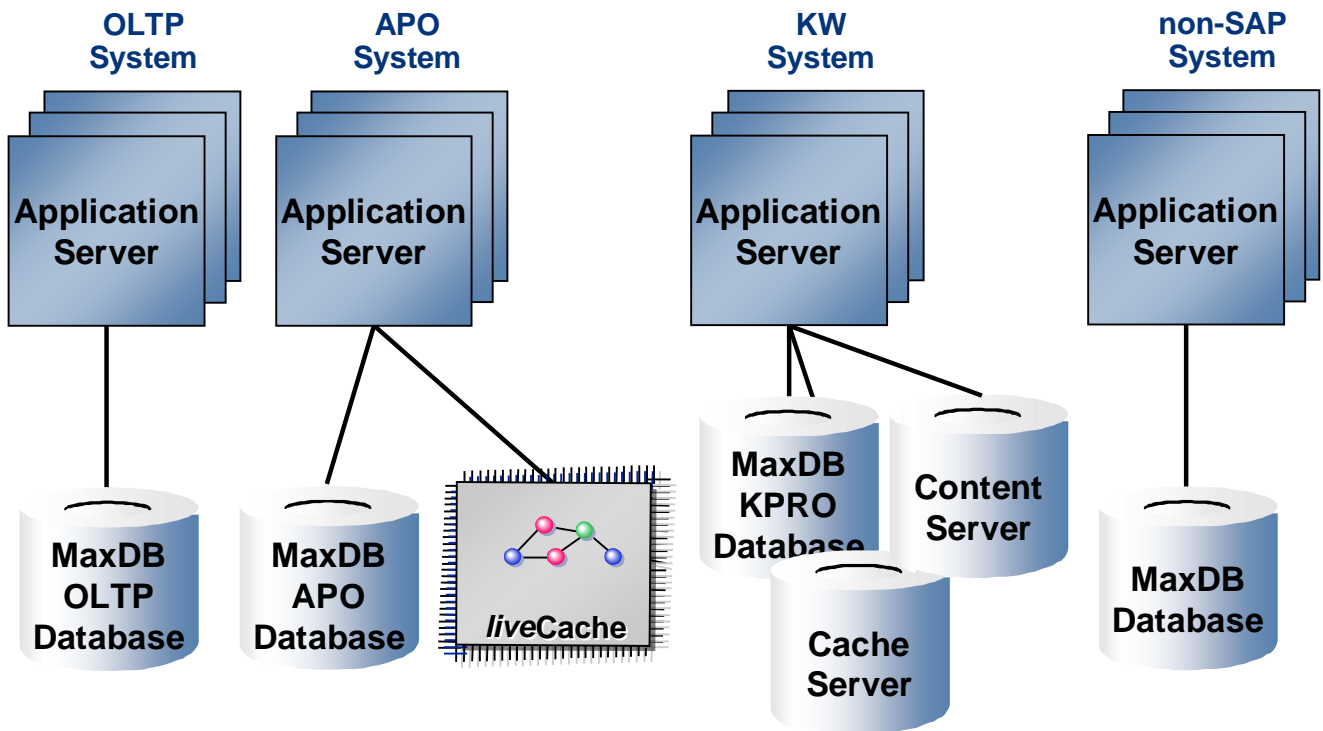 OLTP
System
APO
System
KW
System
non-SAP
System
Application
Server
Application
Server
Application
Server
Application
Server
MaxDB
OLTP
Database
MaxDB
APO
Database
liveCache
MaxDB
KPRO
Database
Content
Server
Cache
Server
MaxDB
Database